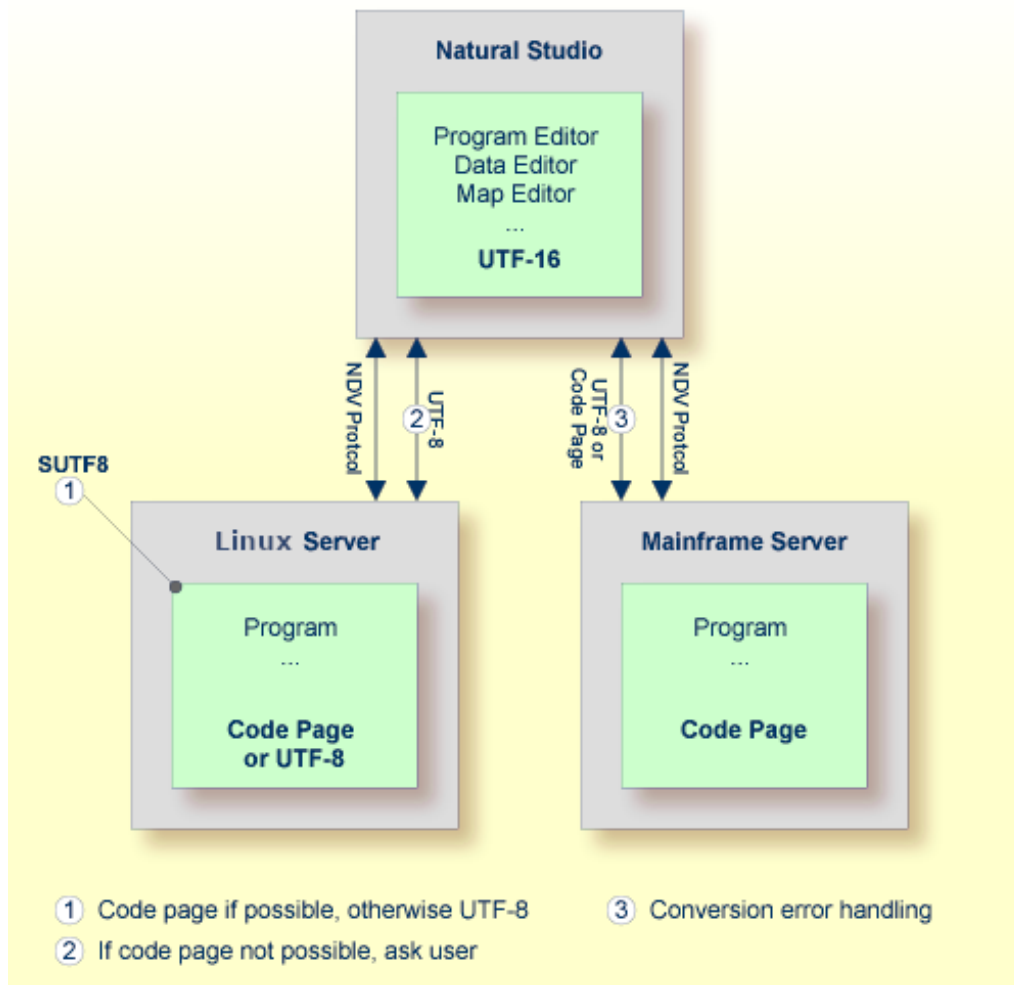 Natural Studio
Program Editor
Data Editor
Map Editor
...
UTF-16
NDV Protcol
2
UTF-8
UTF-8 or
Code Page
3
NDV Protcol
SUTF8
1
Linux Server
Program
...
Code Page
or UTF-8
Mainframe Server
Program
...
Code Page
1 Code page if possible, otherwise UTF-8
2 If code page not possible, ask user
3 Conversion error handling